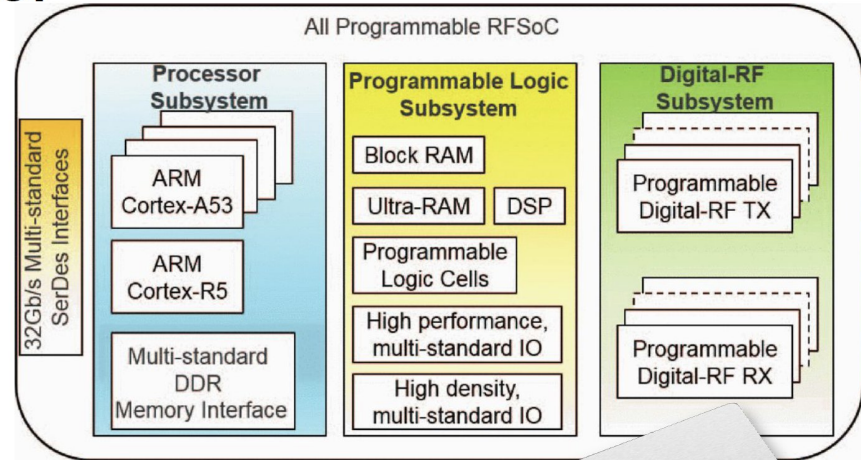 All Programmable RFSoC
32Gb/s Multi-standard
SerDes Interfaces
Processor
Subsystem
ARM
Cortex-A53
ARM
Cortex-R5
Multi-standard
DDR
Memory Interface
Programmable Logic
Subsystem
Block RAM
Ultra-RAM
DSP
Programmable
Logic Cells
High performance,
multi-standard IO
High density,
multi-standard IO
Digital-RF
Subsystem
Programmable
Digital-RF TX
Programmable
Digital-RF RX